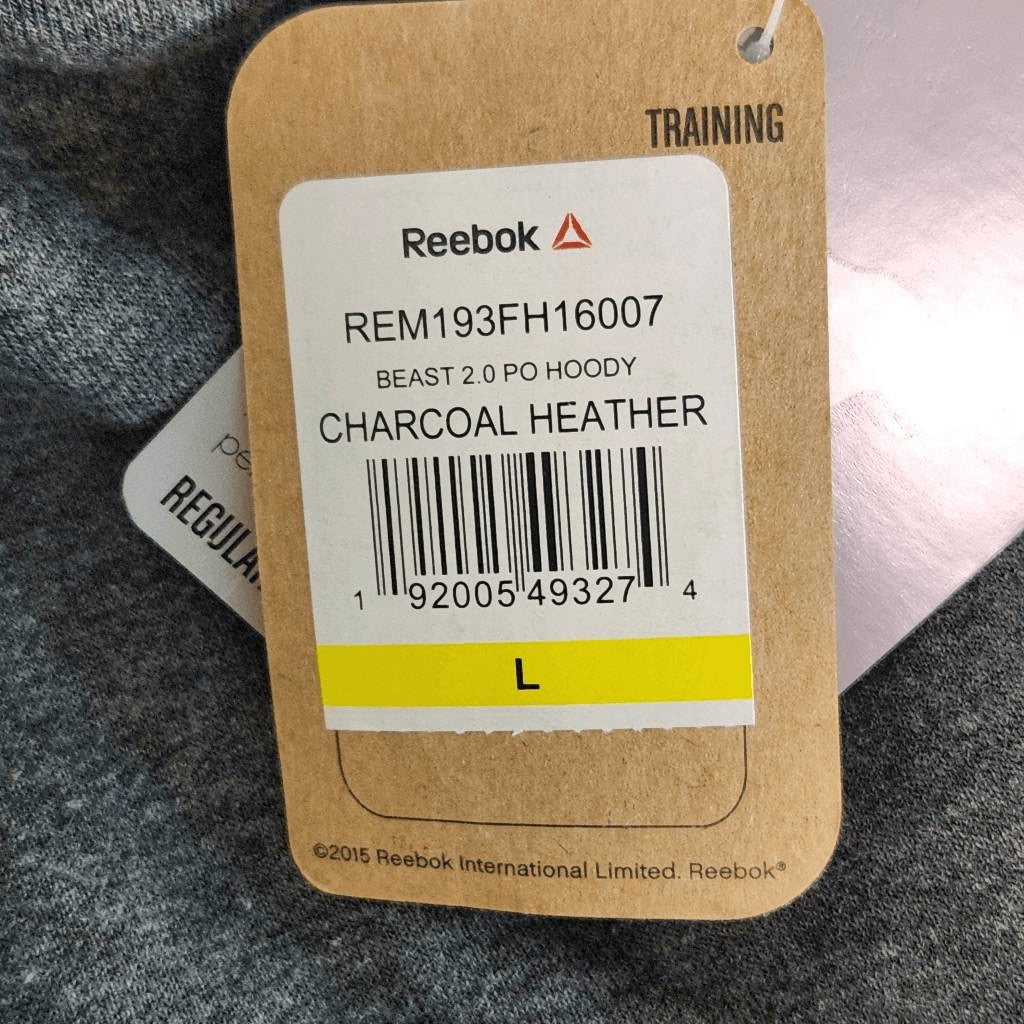 TRAINING
Reebok
REM193FH16007
BEAST 2.0 PO HOODY
CHARCOAL HEATHER
1 92005 49327 4
L
©2015 Reebok International Limited. Reebok®